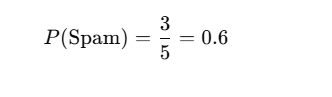 P(Spam) = 3/5 = 0.6